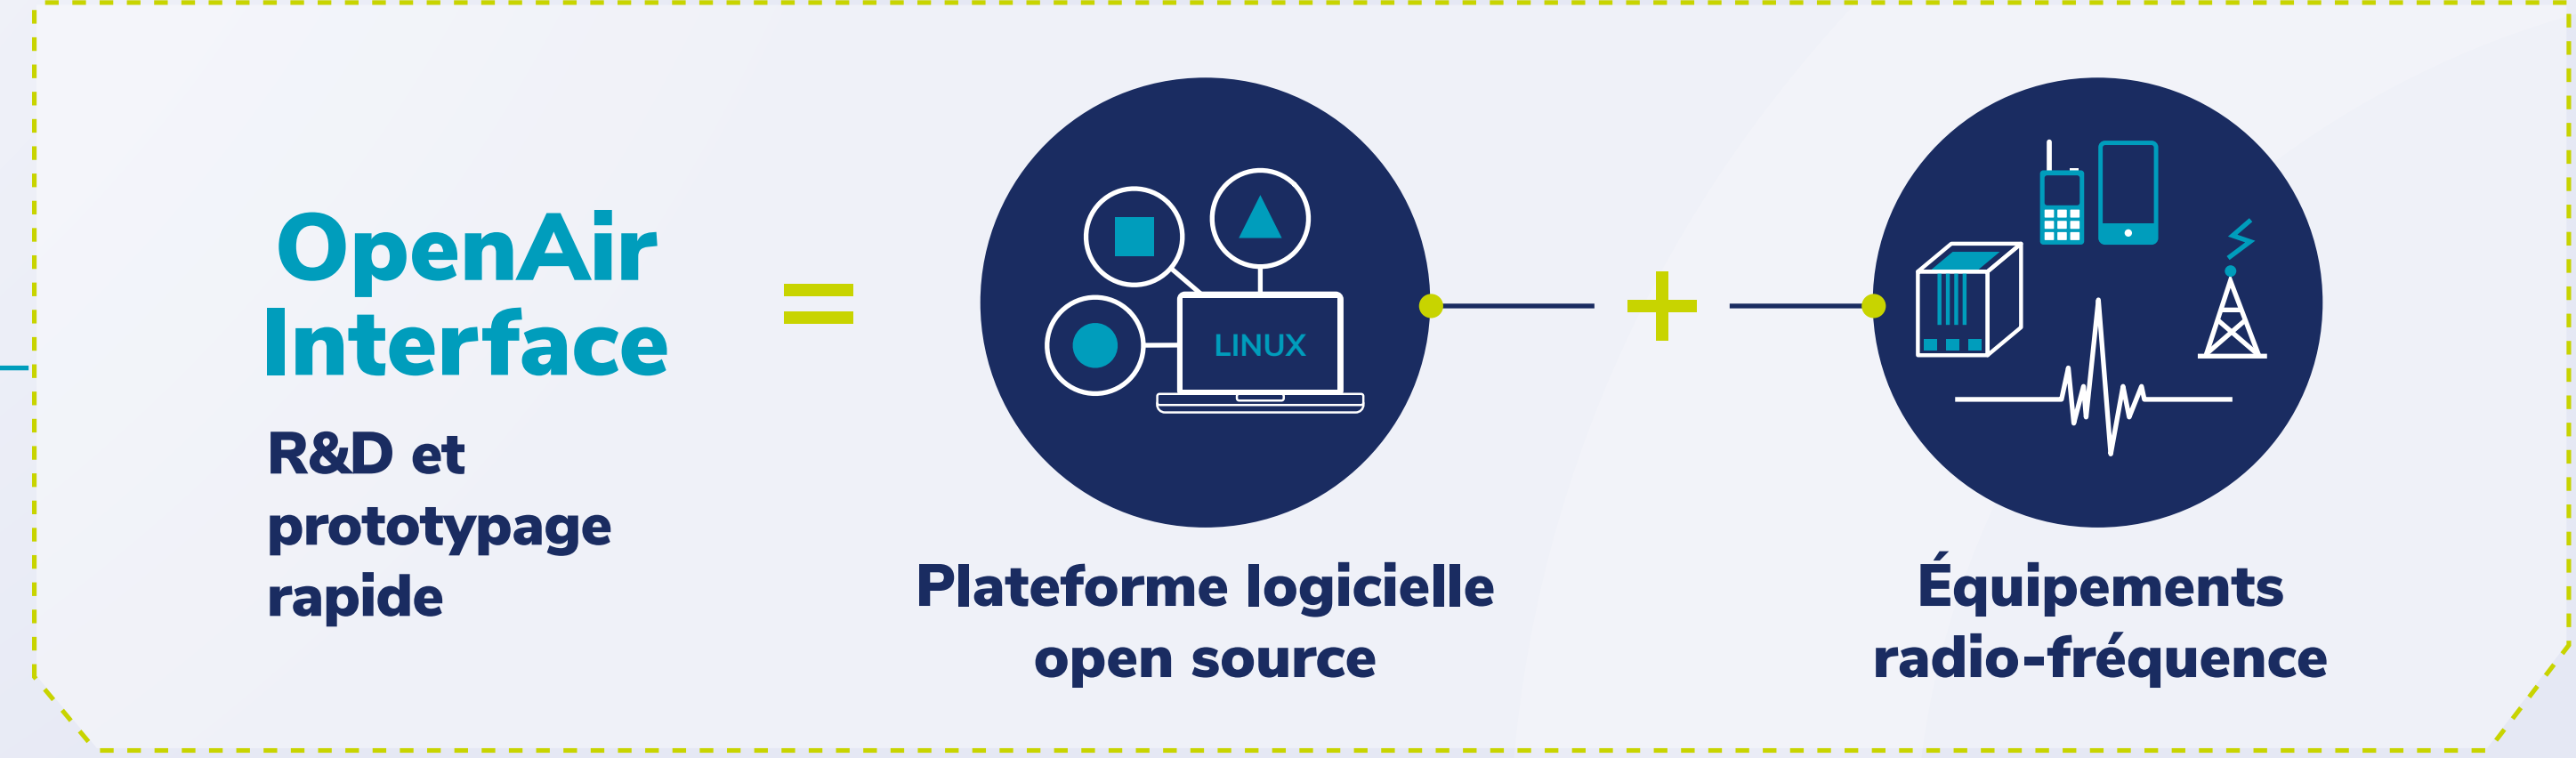 OpenAir
Interface
R&D et
prototypage
rapide
=
LINUX
Plateforme logicielle
open source
+
Équipements
radio-fréquence